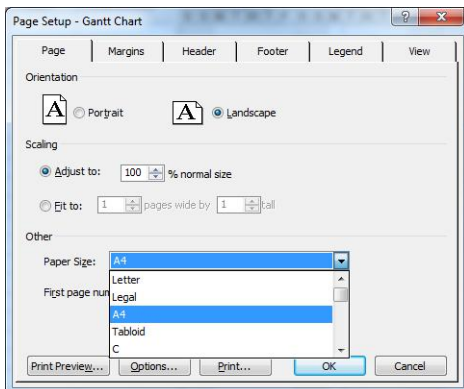 Page Setup - Gantt Chart
?
Page Margins Header Footer Legend View
Orientation
A Portrait A Landscape
Scaling
Adjust to: 100 % normal size
Fit to: 1 pages wide by 1 tall
Other
Paper Size: A4
Letter
First page num
Legal
A4
Tabloid
C
Print Preview... Options... Print... OK Cancel